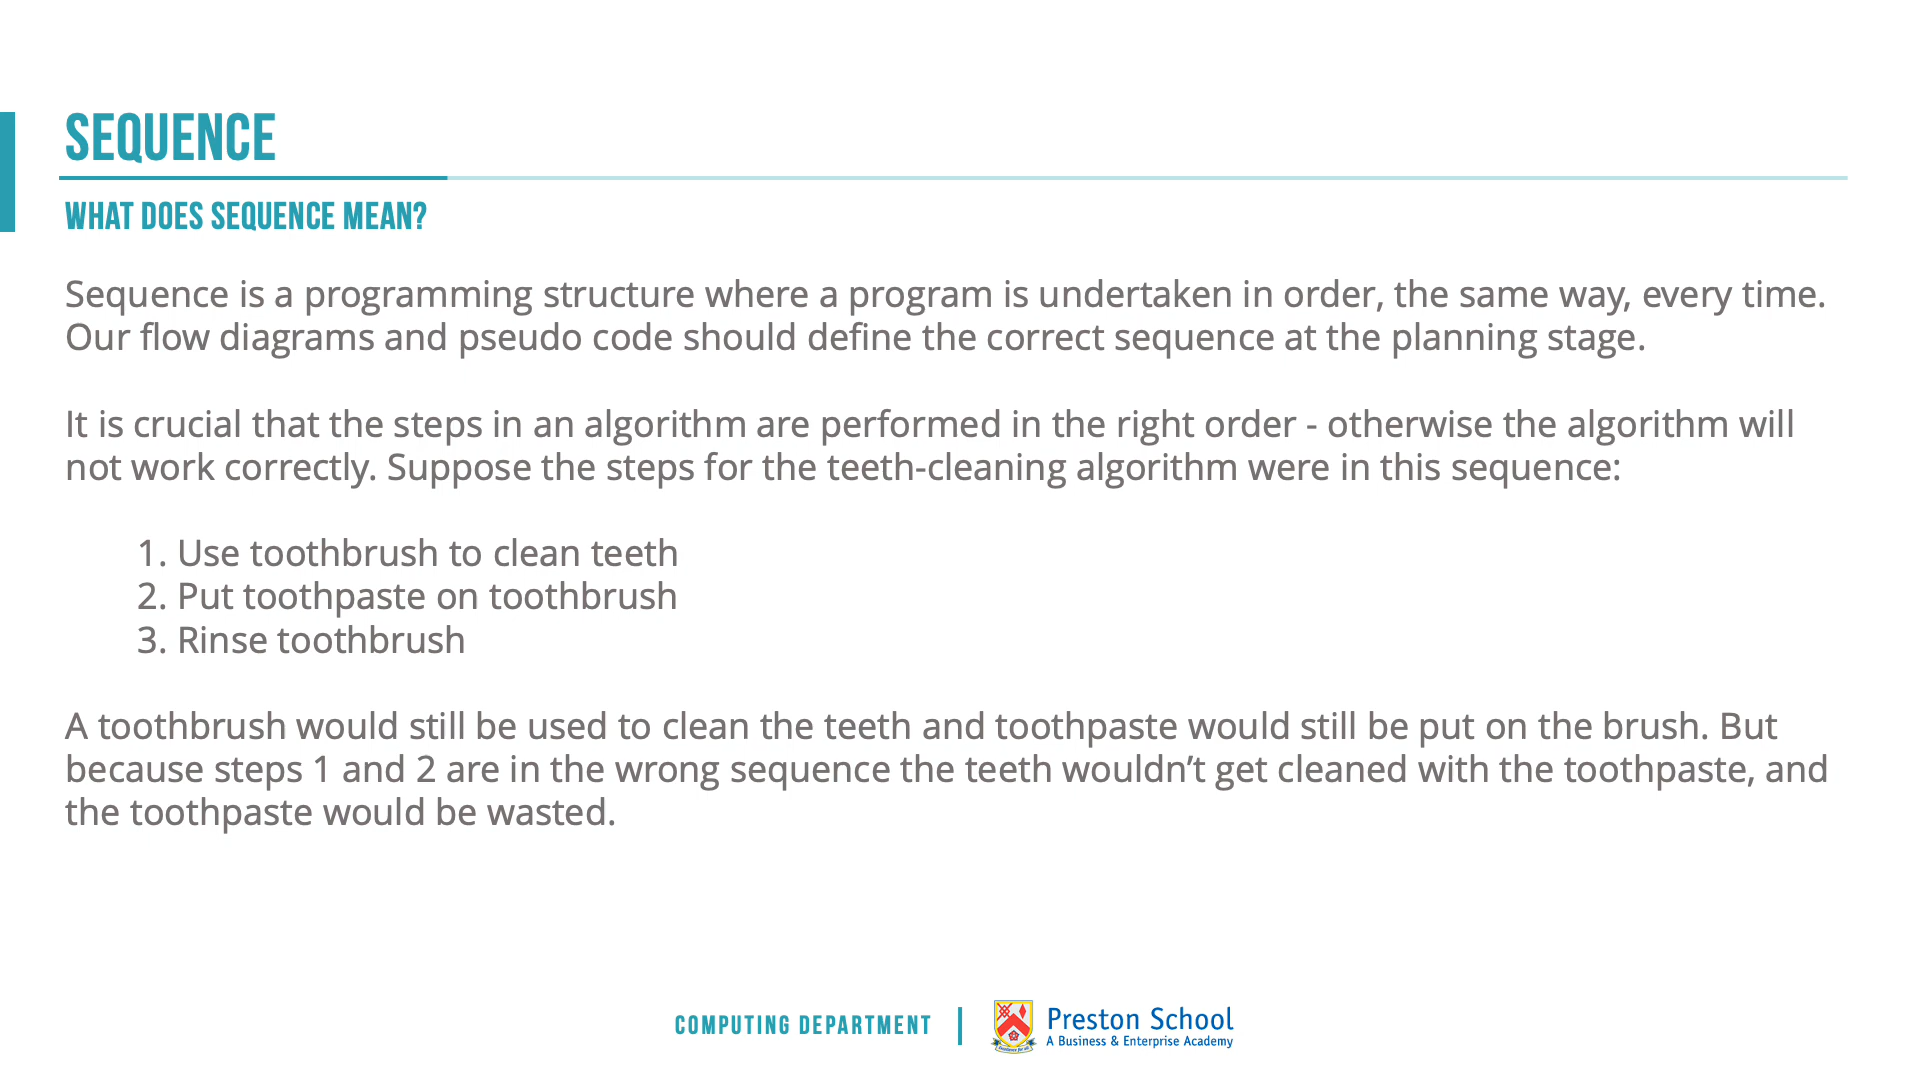 SEQUENCE
WHAT DOES SEQUENCE MEAN?
Sequence is a programming structure where a program is undertaken in order, the same way, every time.
Our flow diagrams and pseudo code should define the correct sequence at the planning stage.
It is crucial that the steps in an algorithm are performed in the right order - otherwise the algorithm will
not work correctly. Suppose the steps for the teeth-cleaning algorithm were in this sequence:
1. Use toothbrush to clean teeth
2. Put toothpaste on toothbrush
3. Rinse toothbrush
A toothbrush would still be used to clean the teeth and toothpaste would still be put on the brush. But
because steps 1 and 2 are in the wrong sequence the teeth wouldn’t get cleaned with the toothpaste, and
the toothpaste would be wasted.
COMPUTING DEPARTMENT
Preston School
A Business & Enterprise Academy